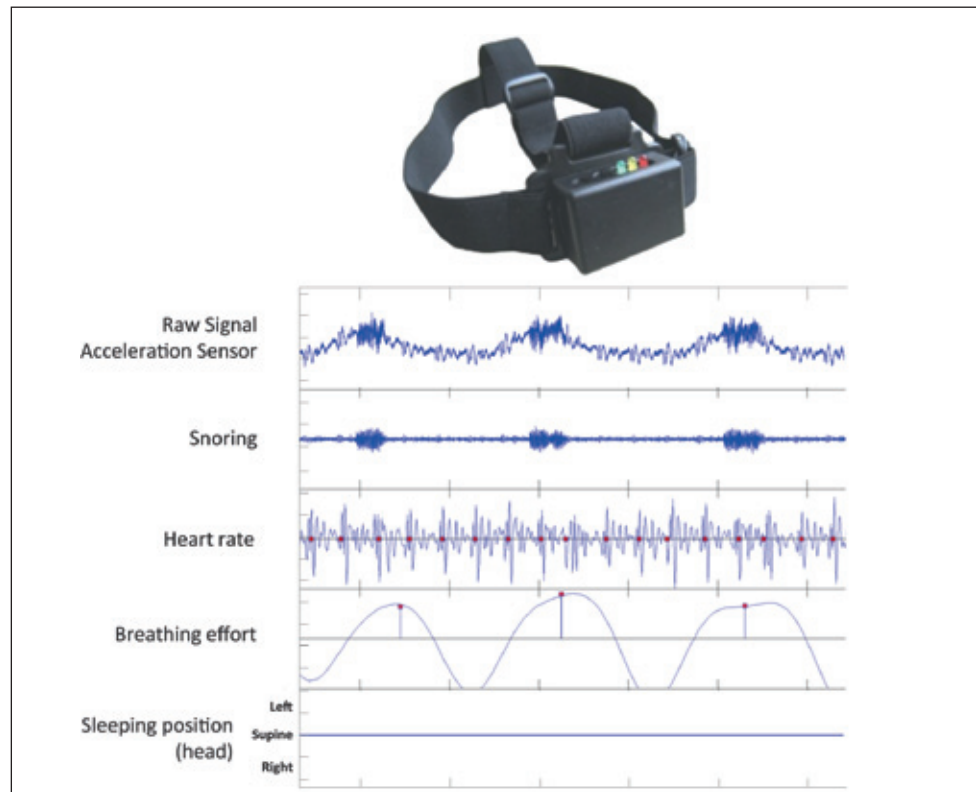 Raw Signal
Acceleration Sensor
Snoring
Heart rate
Breathing effort
Sleeping position
(head)
Left
Supine
Right